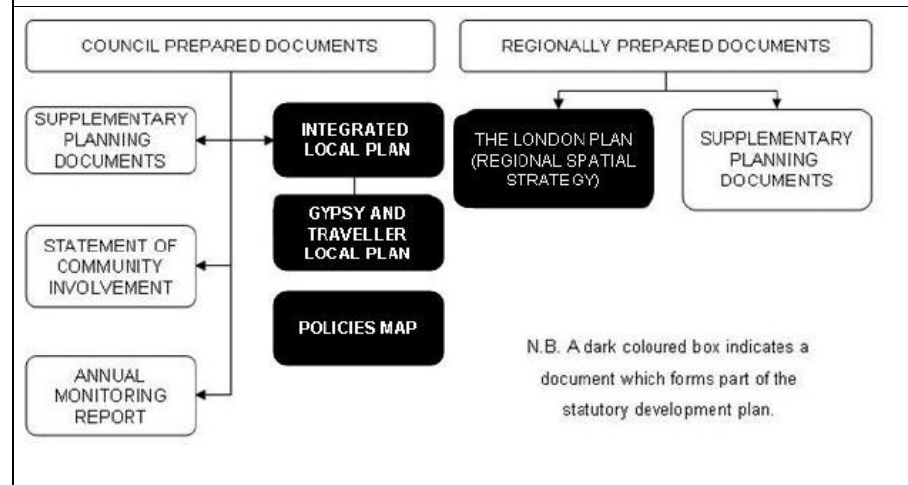 COUNCIL PREPARED DOCUMENTS
SUPPLEMENTARY
PLANNING
DOCUMENTS
INTEGRATED
LOCAL PLAN
GYPSY AND
TRAVELLER
LOCAL PLAN
STATEMENT OF
COMMUNITY
INVOLVEMENT
POLICIES MAP
ANNUAL
MONITORING
REPORT
REGIONALLY PREPARED DOCUMENTS
THE LONDON PLAN
(REGIONAL SPATIAL
STRATEGY)
SUPPLEMENTARY
PLANNING
DOCUMENTS
N.B. A dark coloured box indicates a
document which forms part of the
statutory development plan.